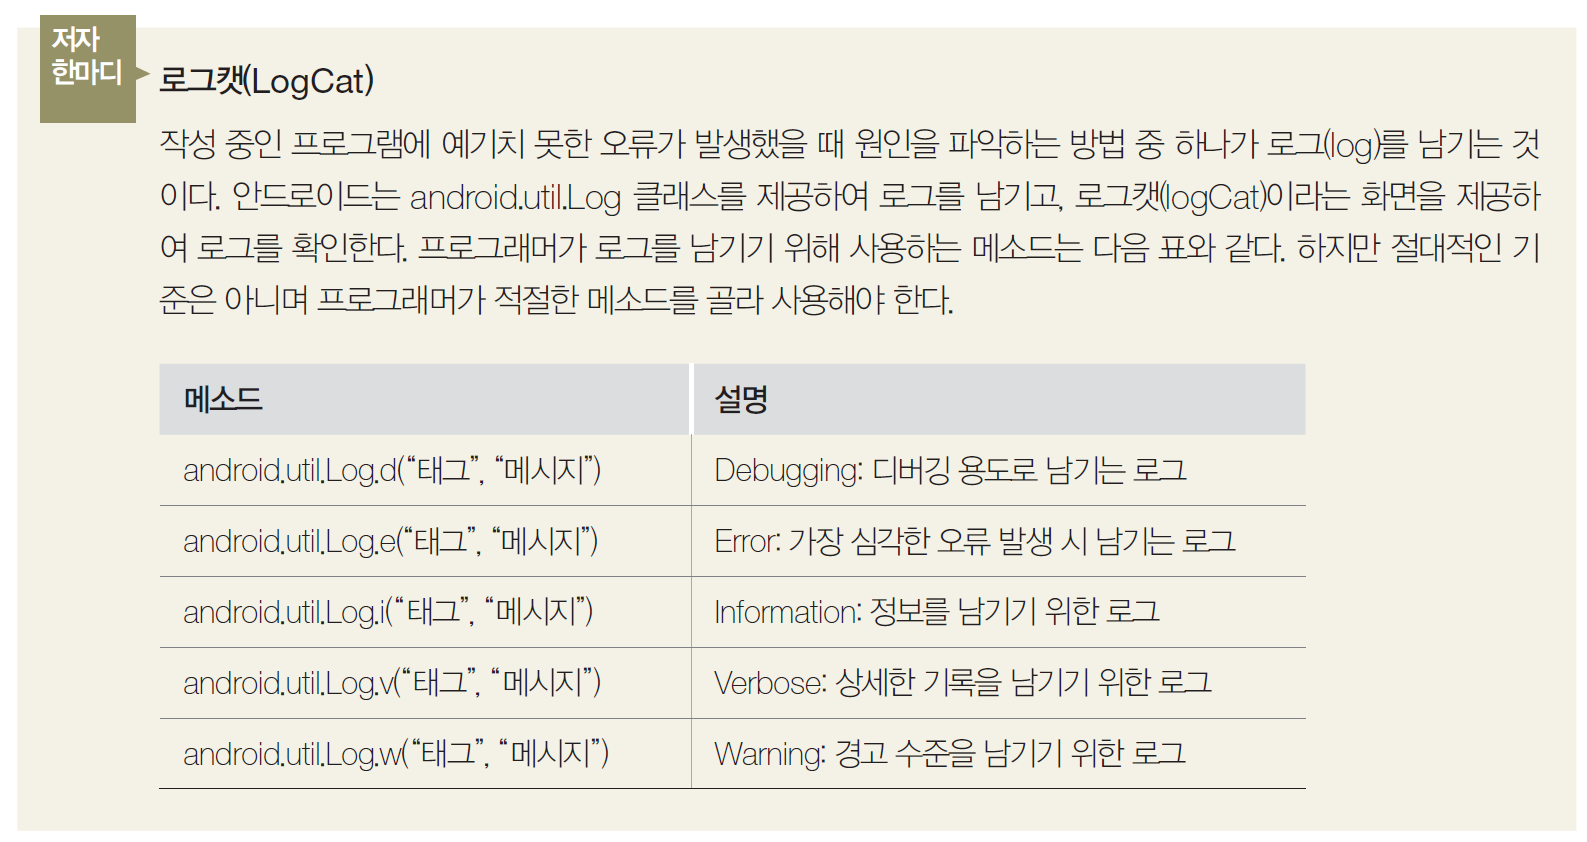 저자
한마디
로그캣(LogCat)
작성 중인 프로그램에 예기치 못한 오류가 발생했을 때 원인을 파악하는 방법 중 하나가 로그(log)를 남기는 것
이다. 안드로이드는 android.util.Log 클래스를 제공하여 로그를 남기고, 로그캣(logCat)이라는 화면을 제공하
여 로그를 확인한다. 프로그래머가 로그를 남기기 위해 사용하는 메소드는 다음 표와 같다. 하지만 절대적인 기
준은 아니며 프로그래머가 적절한 메소드를 골라 사용해야 한다.
메소드 설명
android.util.Log.d(“태그”, “메시지”) Debugging: 디버깅 용도로 남기는 로그
android.util.Log.e(“태그”, “메시지”) Error: 가장 심각한 오류 발생 시 남기는 로그
android.util.Log.i(“태그”, “메시지”) Information: 정보를 남기기 위한 로그
android.util.Log.v(“태그”, “메시지”) Verbose: 상세한 기록을 남기기 위한 로그
android.util.Log.w(“태그”, “메시지”) Warning: 경고 수준을 남기기 위한 로그